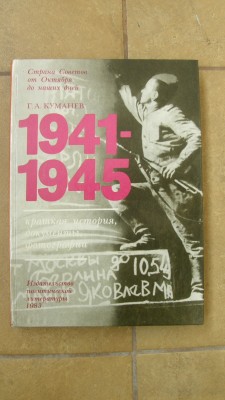 Страна Советов
от Октября
до наших дней
Г. А. КУМАНЕВ
1941-
1945
краткая история,
документы,
фотографии
МОСКВЫ до 105
БЕРЛИНА
ЯКОВЛЕВ М
Издательство
политической
литературы
1983